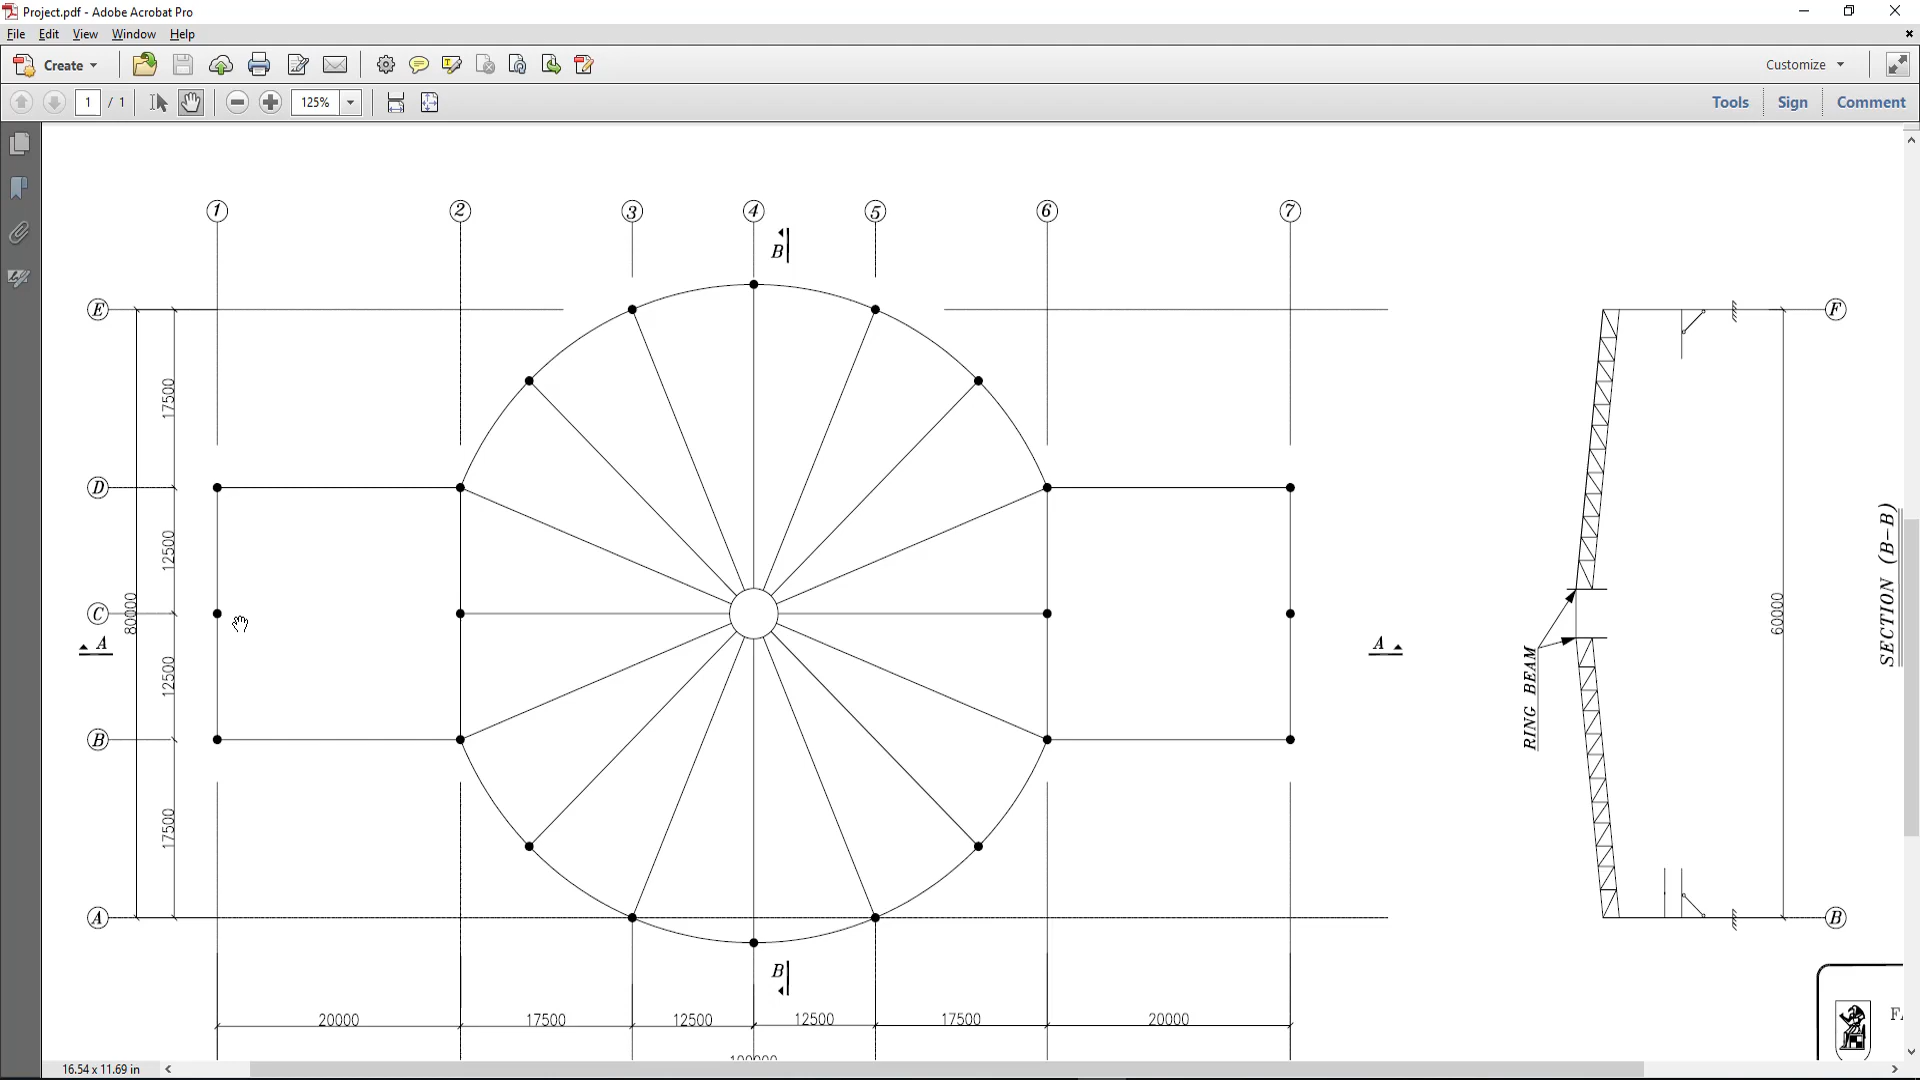 Project.pdf - Adobe Acrobat Pro
File Edit View Window Help
Create
Customize
1 / 1
125%
Tools Sign Comment
1 2 3 4 5 6 7
B
E
F
17500
D
12500
SECTION (B-B)
C
80000
60000
A
A
12500
RING BEAM
B
17500
A
B
B
20000 17500 12500 12500 17500 20000
16.54 x 11.69 in